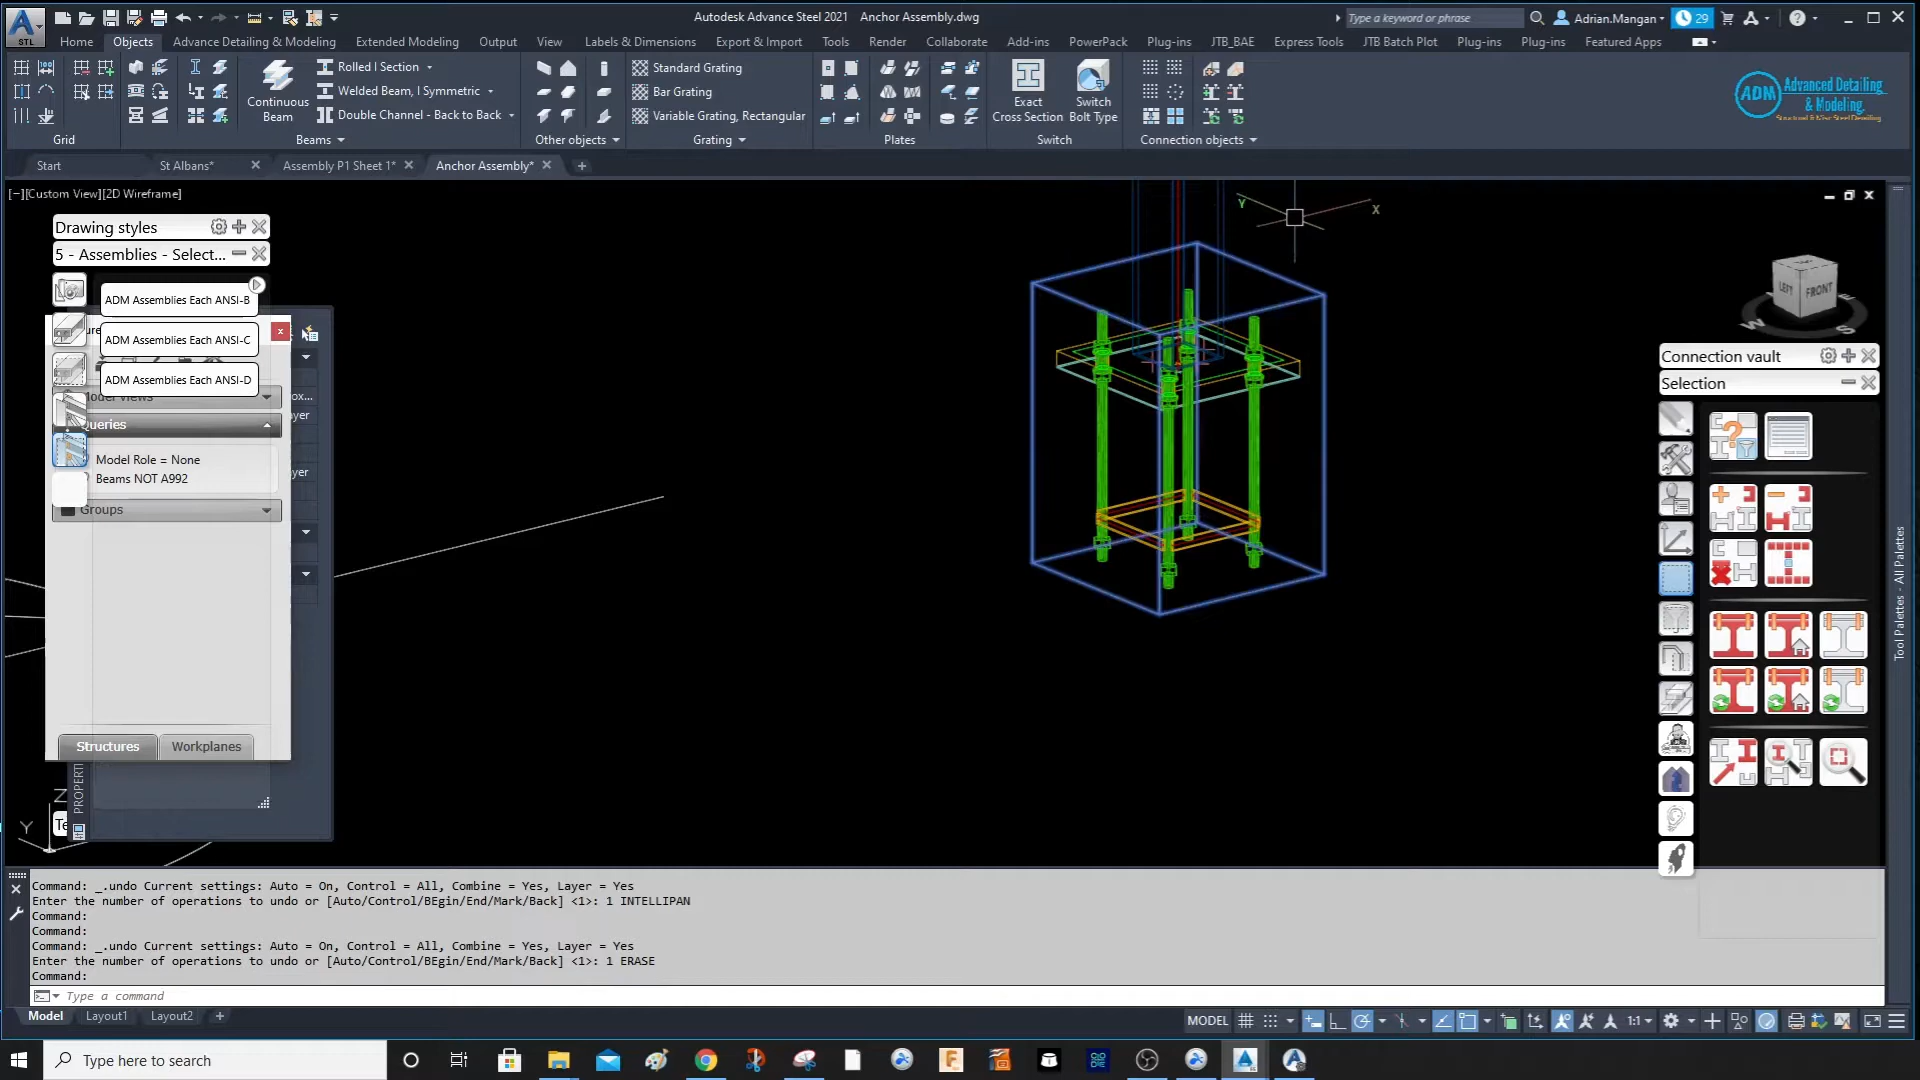 Autodesk Advance Steel 2021 Anchor Assembly.dwg
Type a keyword or phrase
Adrian.Mangan
29
STL
Home Objects Advance Detailing & Modeling Extended Modeling Output View Labels & Dimensions Export & Import Tools Render Collaborate Add-ins PowerPack Plug-ins JTB_BAE Express Tools JTB Batch Plot Plug-ins Plug-ins Featured Apps
Rolled I Section
Welded Beam, I Symmetric
Double Channel - Back to Back
Continuous Beam
Standard Grating
Bar Grating
Variable Grating, Rectangular
Exact Cross Section
Switch Bolt Type
ADM Advanced Detailing
& Modeling
Grid Beams Other objects Grating Plates Switch Connection objects
Start St Albans* Assembly P1 Sheet 1* Anchor Assembly*
[−][Custom View][2D Wireframe]
Drawing styles
5 - Assemblies - Select...
ADM Assemblies Each ANSI-B
ADM Assemblies Each ANSI-C
ADM Assemblies Each ANSI-D
Queries
Model Role = None
Beams NOT A992
Groups
Structures Workplanes
PROPERTI
Y
X
LEFT FRONT
W S
Connection vault
Selection
Tool Palettes - All Palettes
Z
Y
Te
Command: _.undo Current settings: Auto = On, Control = All, Combine = Yes, Layer = Yes
Enter the number of operations to undo or [Auto/Control/BEgin/End/Mark/Back] <1>: 1 INTELLIPAN
Command:
Command:
Command: _.undo Current settings: Auto = On, Control = All, Combine = Yes, Layer = Yes
Enter the number of operations to undo or [Auto/Control/BEgin/End/Mark/Back] <1>: 1 ERASE
Command:
Type a command
Model Layout1 Layout2
MODEL 1:1
Type here to search